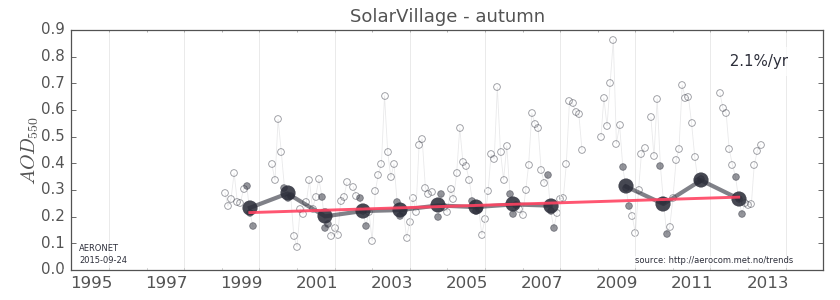 SolarVillage - autumn
0.9
0.8
0.7
0.6
0.5
0.4
0.3
0.2
0.1
0.0
AOD550
2.1%/yr
AERONET
2015-09-24
source: http://aerocom.met.no/trends
1995 1997 1999 2001 2003 2005 2007 2009 2011 2013